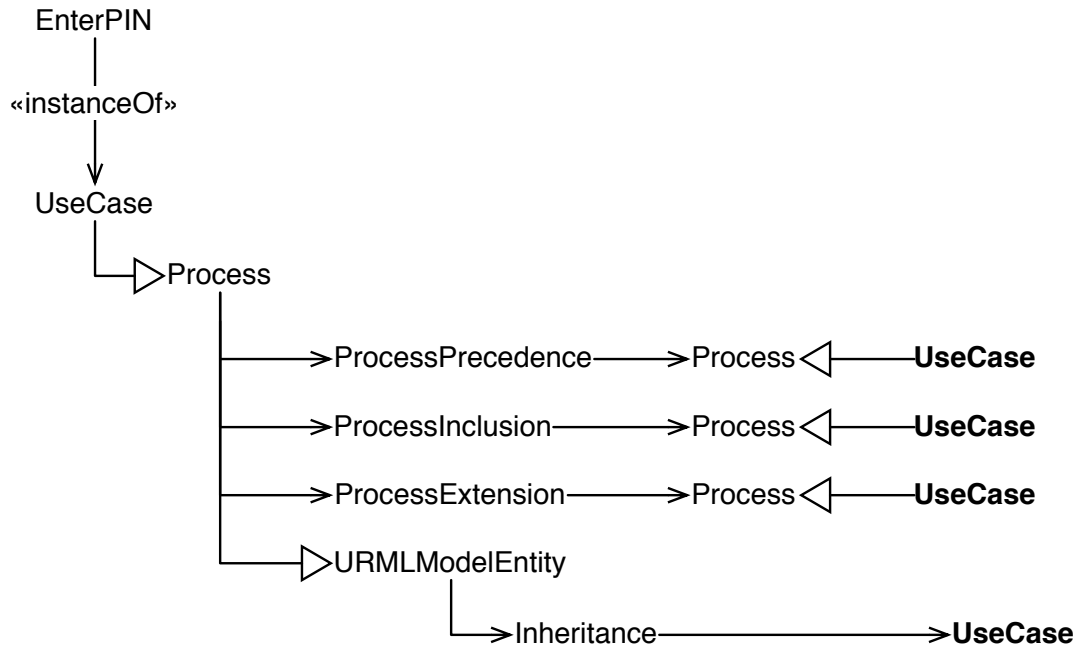 EnterPIN
«instanceOf»
UseCase
Process
ProcessPrecedence Process UseCase
ProcessInclusion Process UseCase
ProcessExtension Process UseCase
URMLModelEntity
Inheritance UseCase